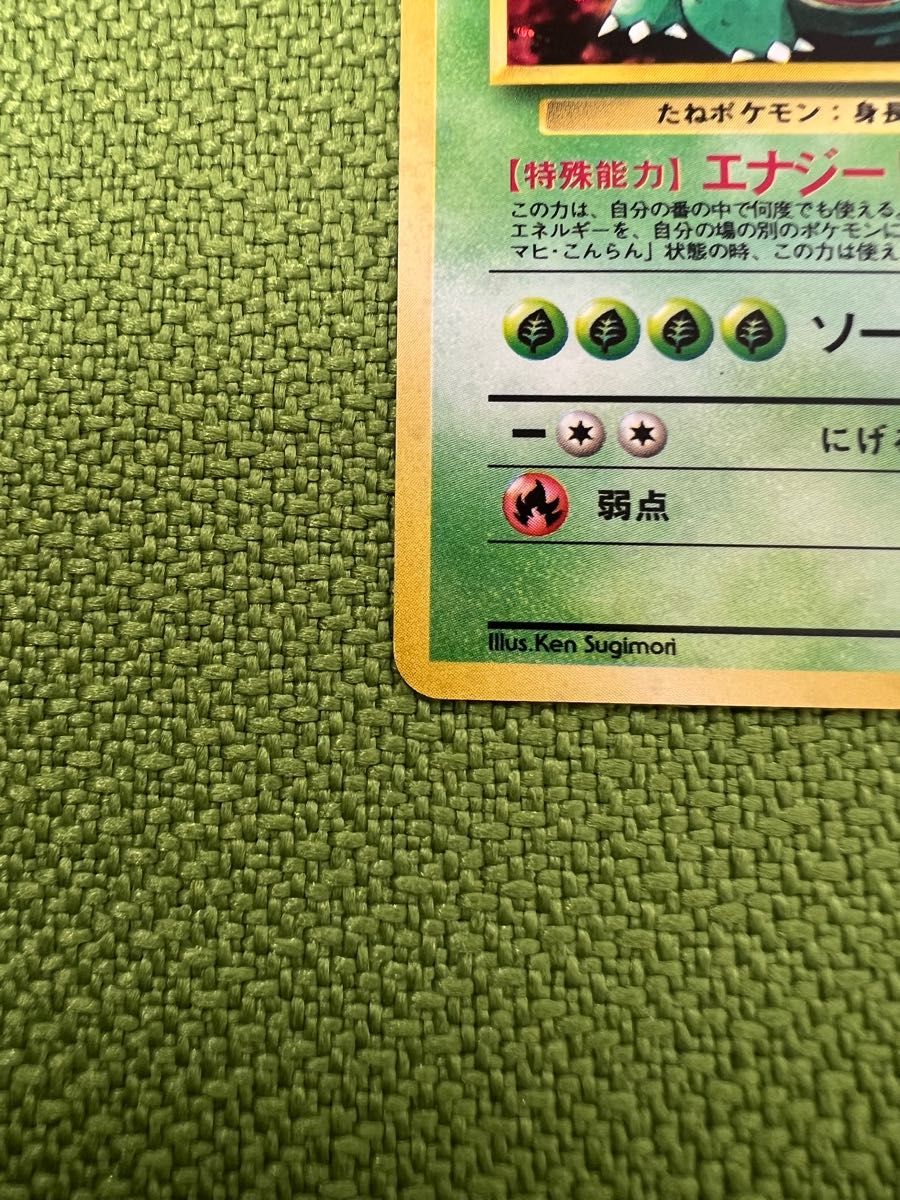 たねポケモン：身長
【特殊能力】エナジー
この力は、自分の番の中で何度でも使える。
エネルギーを、自分の場の別のポケモンに
マヒ・こんらん」状態の時、この力は使え
ソー
にげ
弱点
Illus.Ken Sugimori